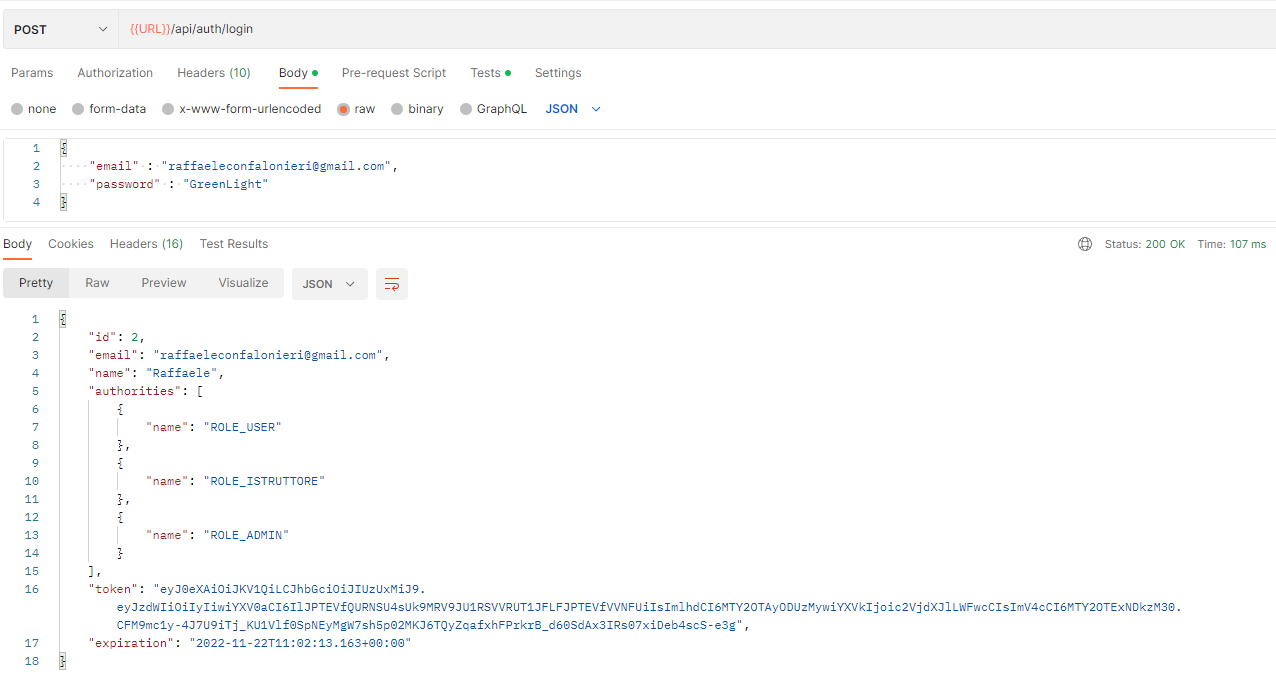 POST {{URL}}/api/auth/login
Params Authorization Headers (10) Body Pre-request Script Tests Settings
none form-data x-www-form-urlencoded raw binary GraphQL JSON
1 {
2 "email" : "raffaeleconfalonieri@gmail.com",
3 "password" : "GreenLight"
4 }
Body Cookies Headers (16) Test Results Status: 200 OK Time: 107 ms
Pretty Raw Preview Visualize JSON
1 {
2 "id": 2,
3 "email": "raffaeleconfalonieri@gmail.com",
4 "name": "Raffaele",
5 "authorities": [
6 {
7 "name": "ROLE_USER"
8 },
9 {
10 "name": "ROLE_ISTRUTTORE"
11 },
12 {
13 "name": "ROLE_ADMIN"
14 }
15 ],
16 "token": "eyJ0eXAiOiJKV1QiLCJhbGciOiJIUzUxMiJ9.
eyJzdWIiOiIyIiwiYXV0aCI6IlJPTEVfQURNSU4sUk9MRV9JU1RSVVRUT1JFLFJPTEVfVVNFUiIsImlhdCI6MTY2OTAyODUzMywiYXVkIjoic2VjdXJlLWFwcCIsImV4cCI6MTY2OTExNDkzM30.
CFM9mc1y-4J7U9iTj_KU1Vlf0SpNEyMgW7sh5p02MKJ6TQyZqafxhFPrkrB_d60SdAx3IRs07xiDeb4scS-e3g",
17 "expiration": "2022-11-22T11:02:13.163+00:00"
18 }